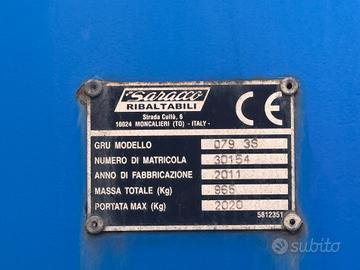 Saracco
RIBALTABILI
Strada Cullà, 6
10024 MONCALIERI (TO) - ITALY -
CE
GRU MODELLO 079 3S
NUMERO DI MATRICOLA 30154
ANNO DI FABBRICAZIONE 2011
MASSA TOTALE (Kg) 965
PORTATA MAX (Kg) 2020
5812351
subito